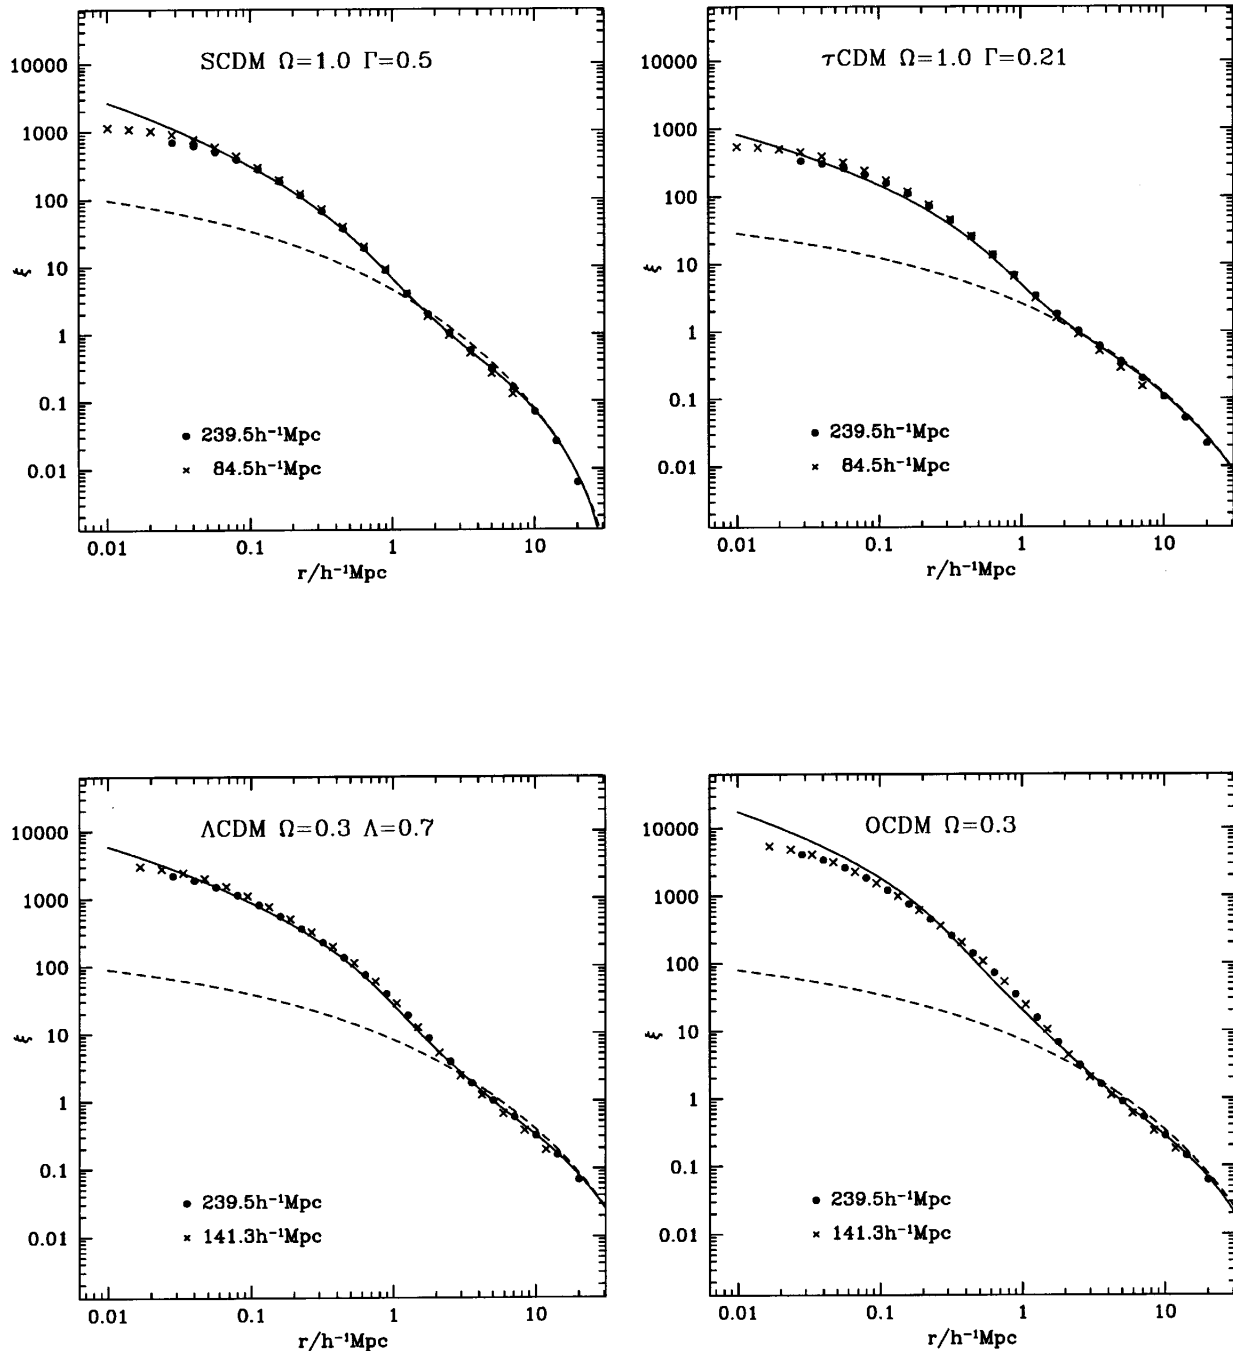 SCDM Ω=1.0 Γ=0.5
10000
1000
100
10
ξ
1
0.1
0.01
239.5h⁻¹Mpc
84.5h⁻¹Mpc
0.01 0.1 1 10
r/h⁻¹Mpc
τCDM Ω=1.0 Γ=0.21
10000
1000
100
10
ξ
1
0.1
0.01
239.5h⁻¹Mpc
84.5h⁻¹Mpc
0.01 0.1 1 10
r/h⁻¹Mpc
ΛCDM Ω=0.3 Λ=0.7
10000
1000
100
10
ξ
1
0.1
0.01
239.5h⁻¹Mpc
141.3h⁻¹Mpc
0.01 0.1 1 10
r/h⁻¹Mpc
OCDM Ω=0.3
10000
1000
100
10
ξ
1
0.1
0.01
239.5h⁻¹Mpc
141.3h⁻¹Mpc
0.01 0.1 1 10
r/h⁻¹Mpc